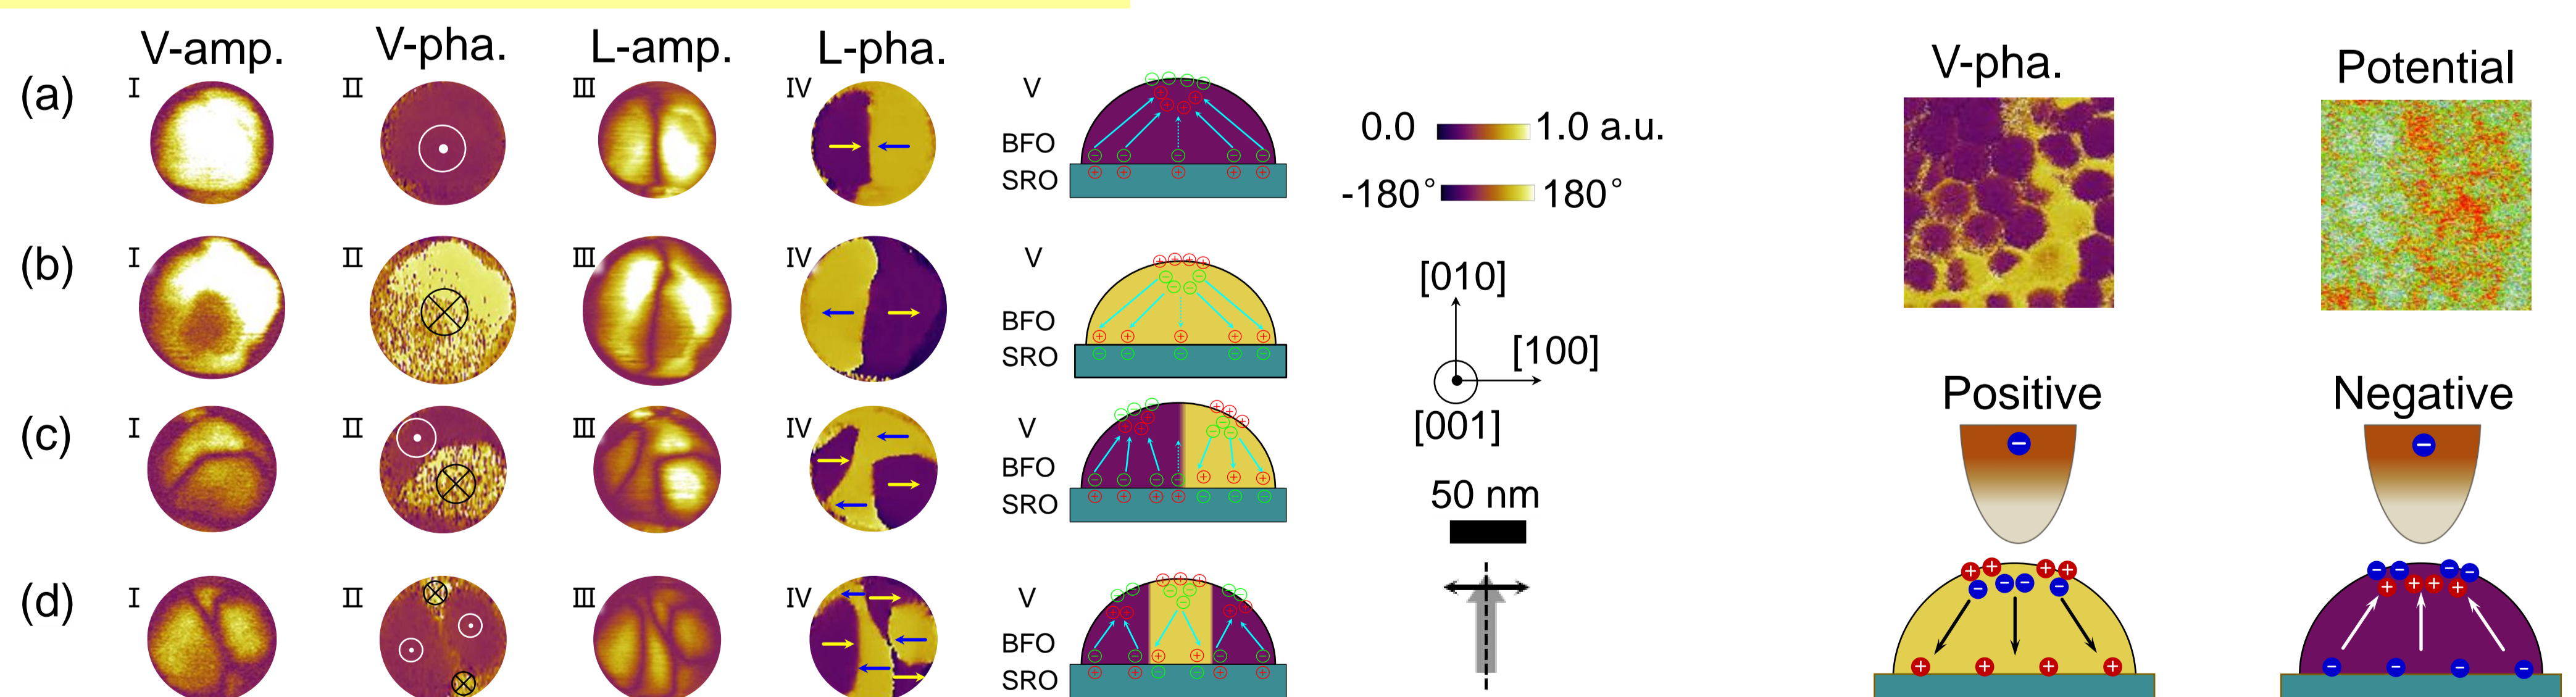 V-amp. V-pha. L-amp. L-pha.
(a) I II III IV V
BFO
SRO
(b) I II III IV V
BFO
SRO
(c) I II III IV V
BFO
SRO
(d) I II III IV V
BFO
SRO
0.0 1.0 a.u.
-180° 180°
[010]
[100]
[001]
50 nm
V-pha. Potential
Positive Negative